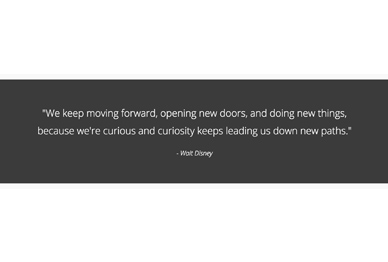 "We keep moving forward, opening new doors, and doing new things,
because we're curious and curiosity keeps leading us down new paths."
- Walt Disney